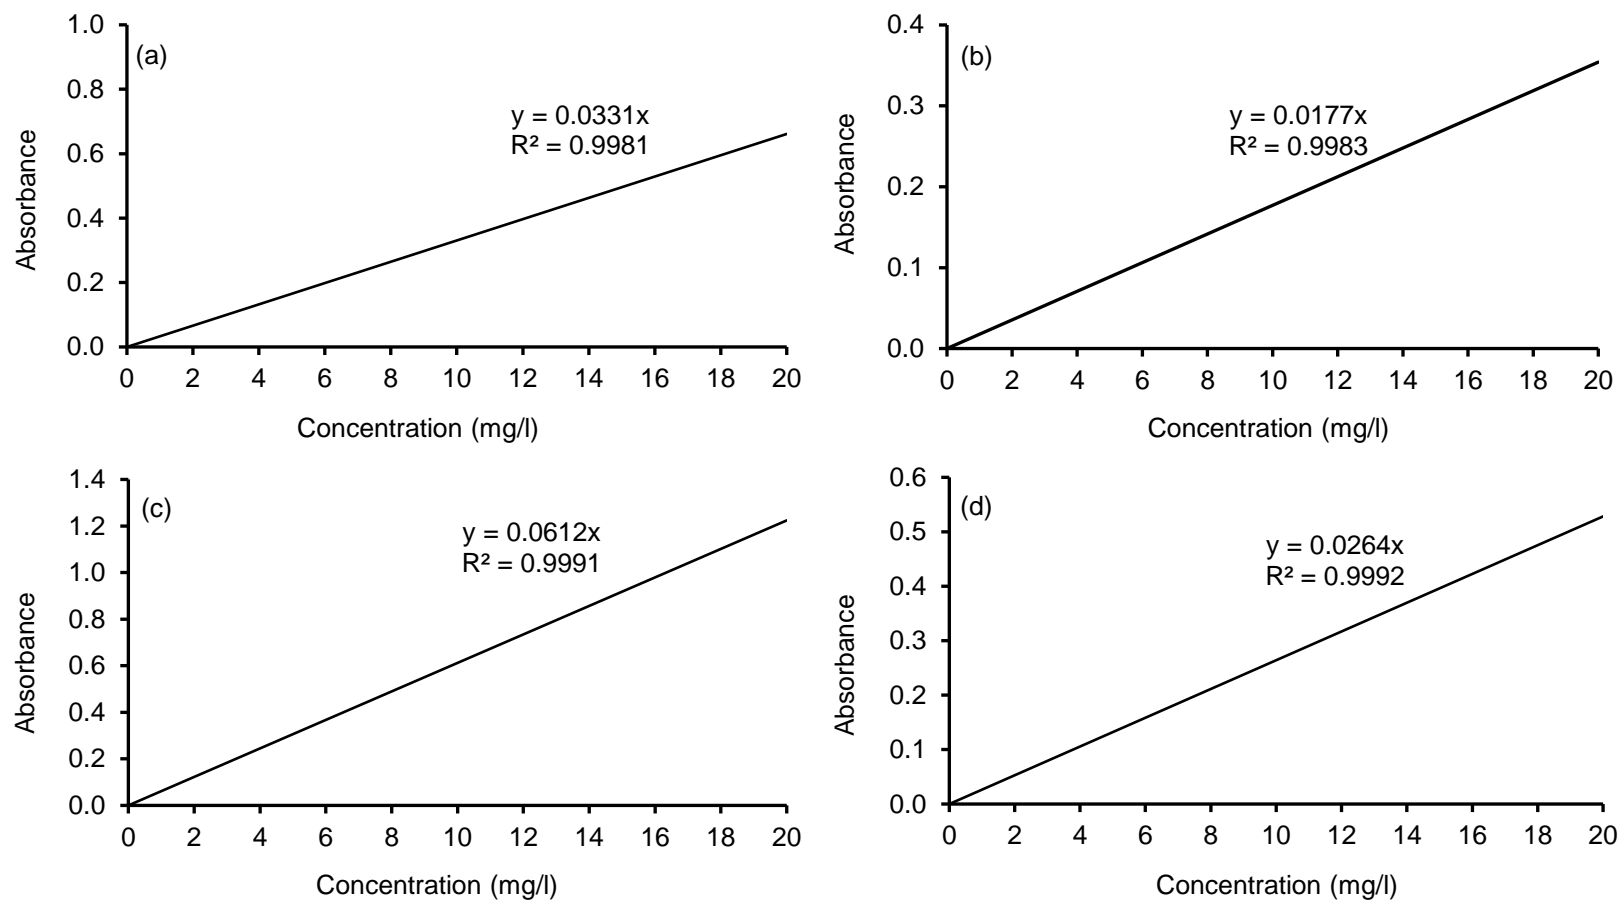 (a)
y = 0.0331x
R² = 0.9981
Absorbance
1.0
0.8
0.6
0.4
0.2
0.0
0 2 4 6 8 10 12 14 16 18 20
Concentration (mg/l)
(b)
y = 0.0177x
R² = 0.9983
Absorbance
0.4
0.3
0.2
0.1
0.0
0 2 4 6 8 10 12 14 16 18 20
Concentration (mg/l)
(c)
y = 0.0612x
R² = 0.9991
Absorbance
1.4
1.2
1.0
0.8
0.6
0.4
0.2
0.0
0 2 4 6 8 10 12 14 16 18 20
Concentration (mg/l)
(d)
y = 0.0264x
R² = 0.9992
Absorbance
0.6
0.5
0.4
0.3
0.2
0.1
0.0
0 2 4 6 8 10 12 14 16 18 20
Concentration (mg/l)